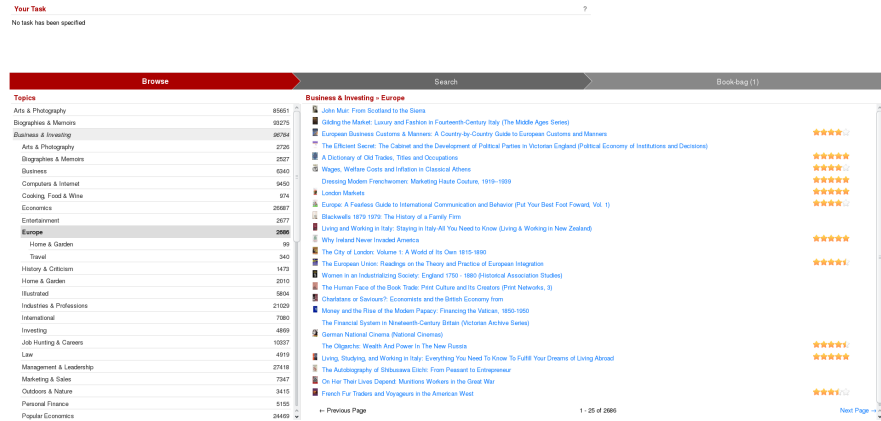 Your Task ?
No task has been specified
Browse Search Book-bag (1)
Topics
Arts & Photography 85651
Biographies & Memoirs 93275
Business & Investing 96764
Arts & Photography 2726
Biographies & Memoirs 2527
Business 6340
Computers & Internet 9450
Cooking, Food & Wine 974
Economics 26687
Entertainment 2677
Europe 2686
Home & Garden 99
Travel 340
History & Criticism 1473
Home & Garden 2010
Illustrated 5804
Industries & Professions 21029
International 7080
Investing 4869
Job Hunting & Careers 10337
Law 4919
Management & Leadership 27418
Marketing & Sales 7347
Outdoors & Nature 3415
Personal Finance 5155
Popular Economics 24469
Business & Investing » Europe
John Muir: From Scotland to the Sierra
Gilding the Market: Luxury and Fashion in Fourteenth-Century Italy (The Middle Ages Series)
European Business Customs & Manners: A Country-by-Country Guide to European Customs and Manners
The Efficient Secret: The Cabinet and the Development of Political Parties in Victorian England (Political Economy of Institutions and Decisions)
A Dictionary of Old Trades, Titles and Occupations
Wages, Welfare Costs and Inflation in Classical Athens
Dressing Modern Frenchwomen: Marketing Haute Couture, 1919–1939
London Markets
Europe: A Fearless Guide to International Communication and Behavior (Put Your Best Foot Foward, Vol. 1)
Blackwells 1879 1979. The History of a Family Firm
Living and Working in Italy: Staying in Italy-All You Need to Know (Living & Working in New Zealand)
Why Ireland Never Invaded America
The City of London: Volume 1: A World of Its Own 1815-1890
The European Union: Readings on the Theory and Practice of European Integration
Women in an Industrializing Society: England 1750 - 1880 (Historical Association Studies)
The Human Face of the Book Trade: Print Culture and Its Creators (Print Networks, 3)
Charlatans or Saviours?: Economists and the British Economy from
Money and the Rise of the Modern Papacy: Financing the Vatican, 1850-1950
The Financial System in Nineteenth-Century Britain (Victorian Archive Series)
German National Cinema (National Cinemas)
The Oligarchs: Wealth And Power In The New Russia
Living, Studying, and Working in Italy: Everything You Need To Know To Fulfill Your Dreams of Living Abroad
The Autobiography of Shibusawa Eiichi: From Peasant to Entrepreneur
On Her Their Lives Depend: Munitions Workers in the Great War
French Fur Traders and Voyageurs in the American West
← Previous Page 1 - 25 of 2686 Next Page →